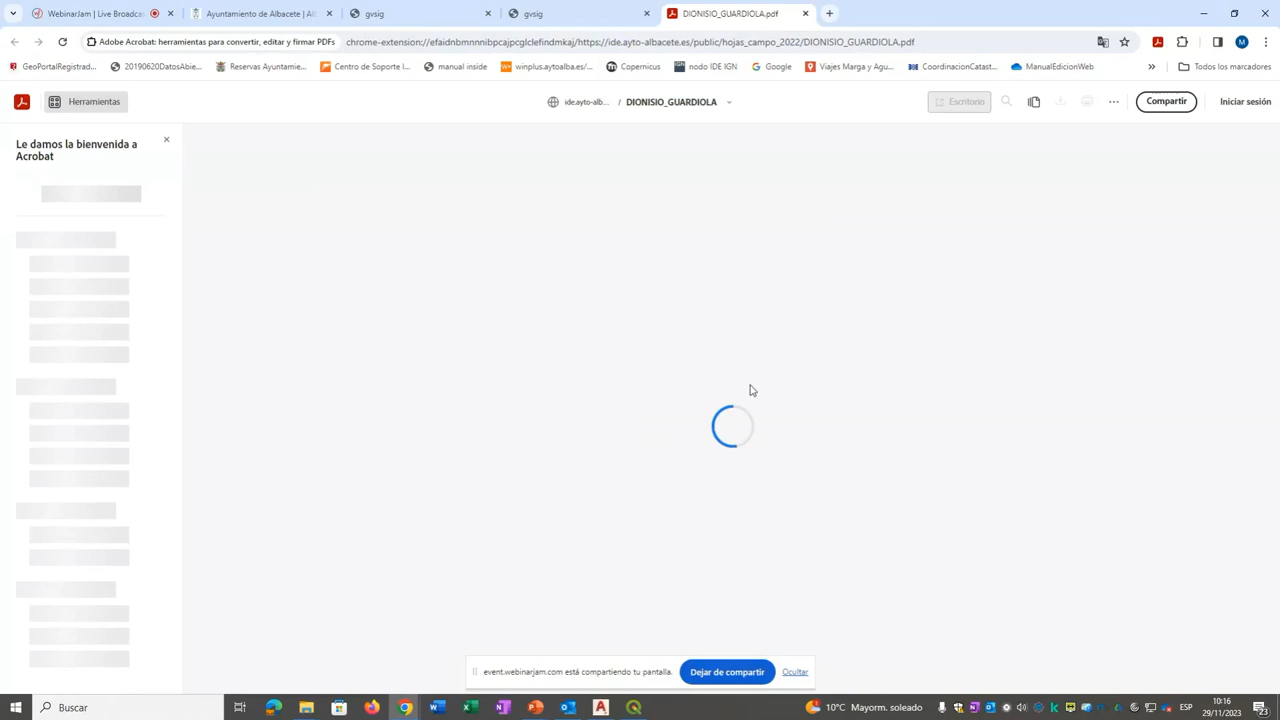 WebinarJam | Live Broadc
Ayuntamiento de Albacete | Al
gvsig
gvsig
DIONISIO_GUARDIOLA.pdf
Adobe Acrobat: herramientas para convertir, editar y firmar PDFs
chrome-extension://efaidnbmnnnibpcajpcglclefindmkaj/https://ide.ayto-albacete.es/public/hojas_campo_2022/DIONISIO_GUARDIOLA.pdf
M
GeoPortalRegistrad...
20190620DatosAbie...
Reservas Ayuntamie...
Centro de Soporte I...
manual inside
winplus.aytoalba.es/...
Copernicus
nodo IDE IGN
Google
Viajes Marga y Agu...
CoordinacionCatast...
ManualEdicionWeb
Todos los marcadores
Herramientas
ide.ayto-alb... / DIONISIO_GUARDIOLA
Escritorio
Compartir
Iniciar sesión
Le damos la bienvenida a
Acrobat
event.webinarjam.com está compartiendo tu pantalla.
Dejar de compartir
Ocultar
Buscar
10°C Mayorm. soleado
ESP
10:16
29/11/2023